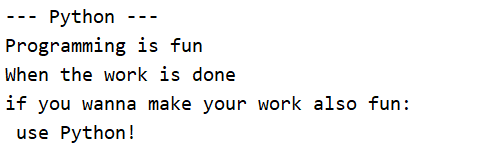 --- Python ---
Programming is fun
When the work is done
if you wanna make your work also fun:
 use Python!